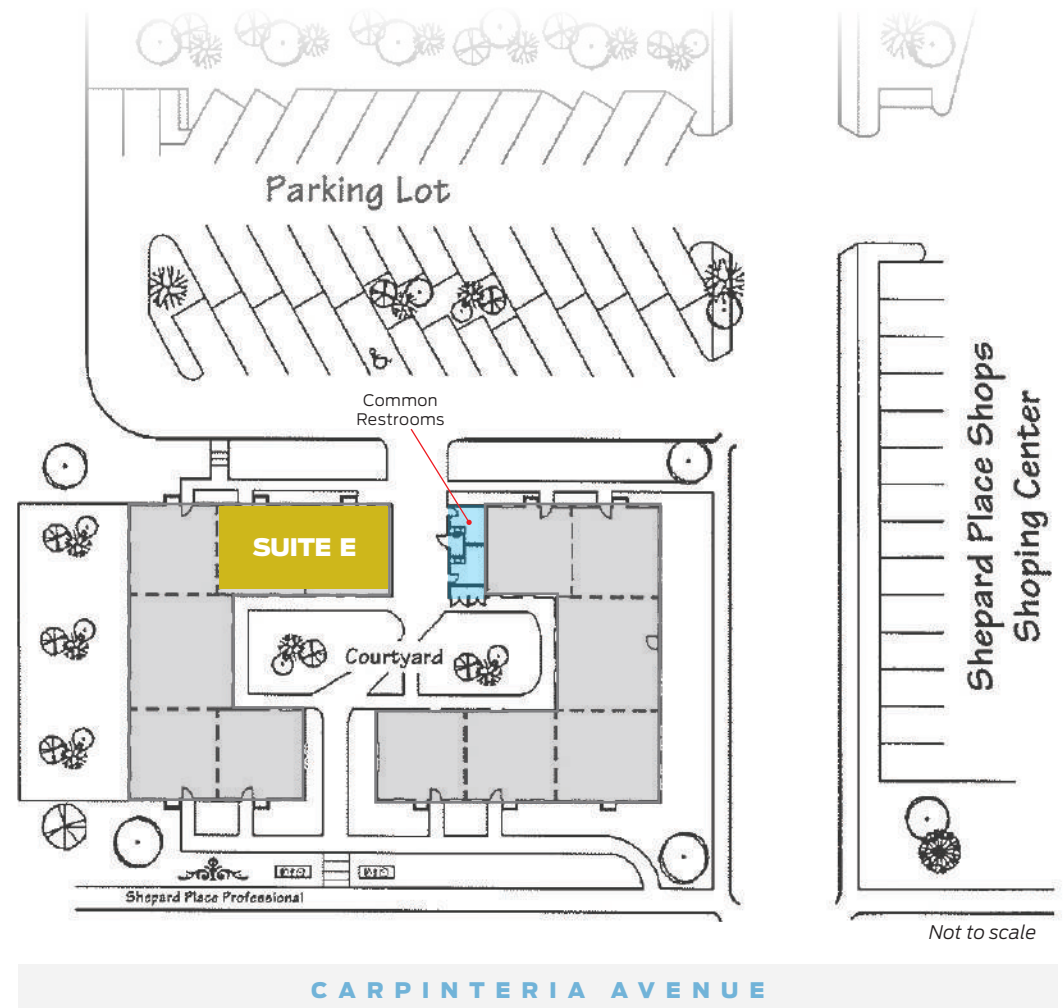 Parking Lot
Common
Restrooms
SUITE E
Courtyard
Shepard Place Shops
Shoping Center
Shepard Place Professional
Not to scale
CARPINTERIA AVENUE